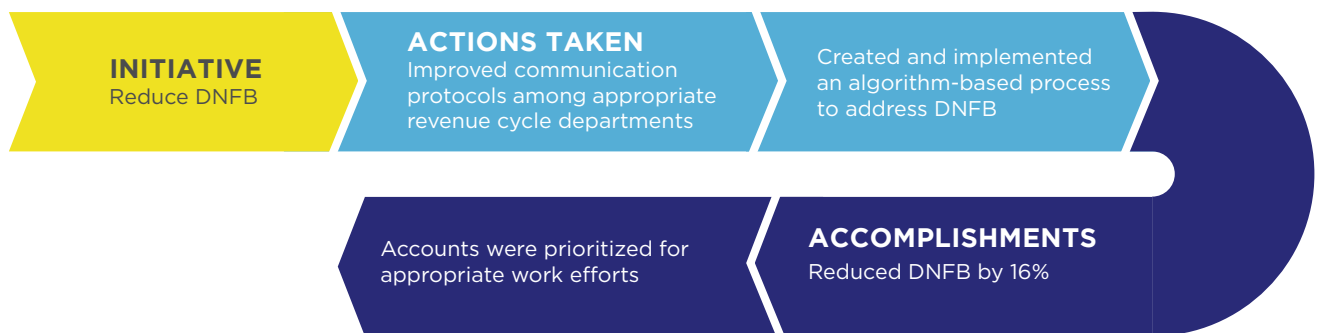 INITIATIVE
Reduce DNFB
ACTIONS TAKEN
Improved communication
protocols among appropriate
revenue cycle departments
Created and implemented
an algorithm-based process
to address DNFB
ACCOMPLISHMENTS
Reduced DNFB by 16%
Accounts were prioritized for
appropriate work efforts